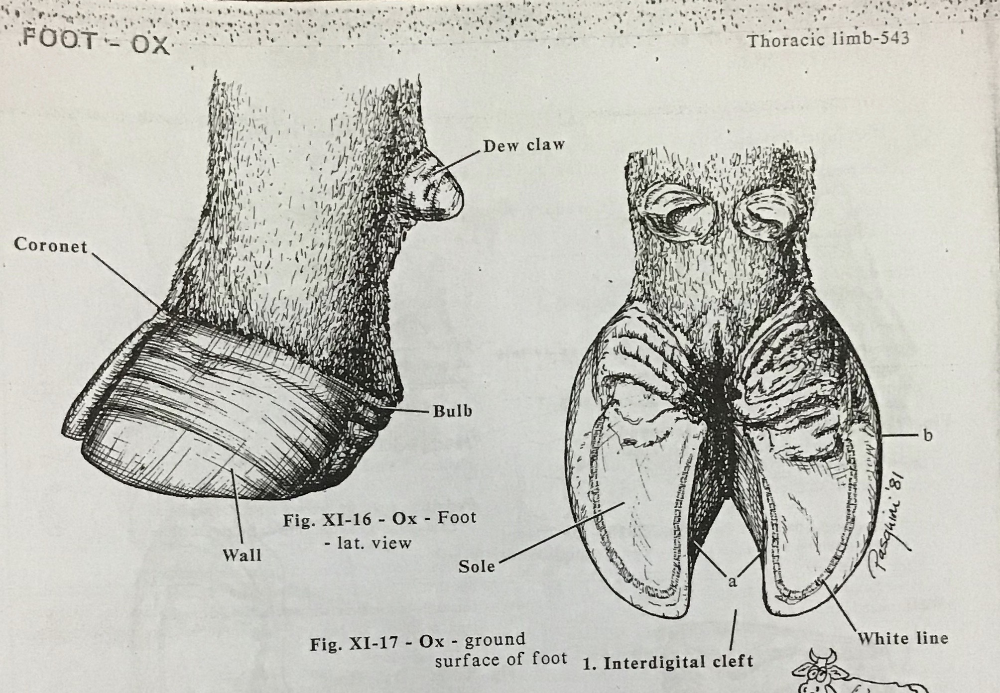 FOOT - OX
Thoracic limb-543
Dew claw
Coronet
Bulb
b
Pasquini '81
Fig. XI-16 - Ox - Foot
- lat. view
Wall
Sole
a
White line
Fig. XI-17 - Ox - ground
surface of foot
1. Interdigital cleft